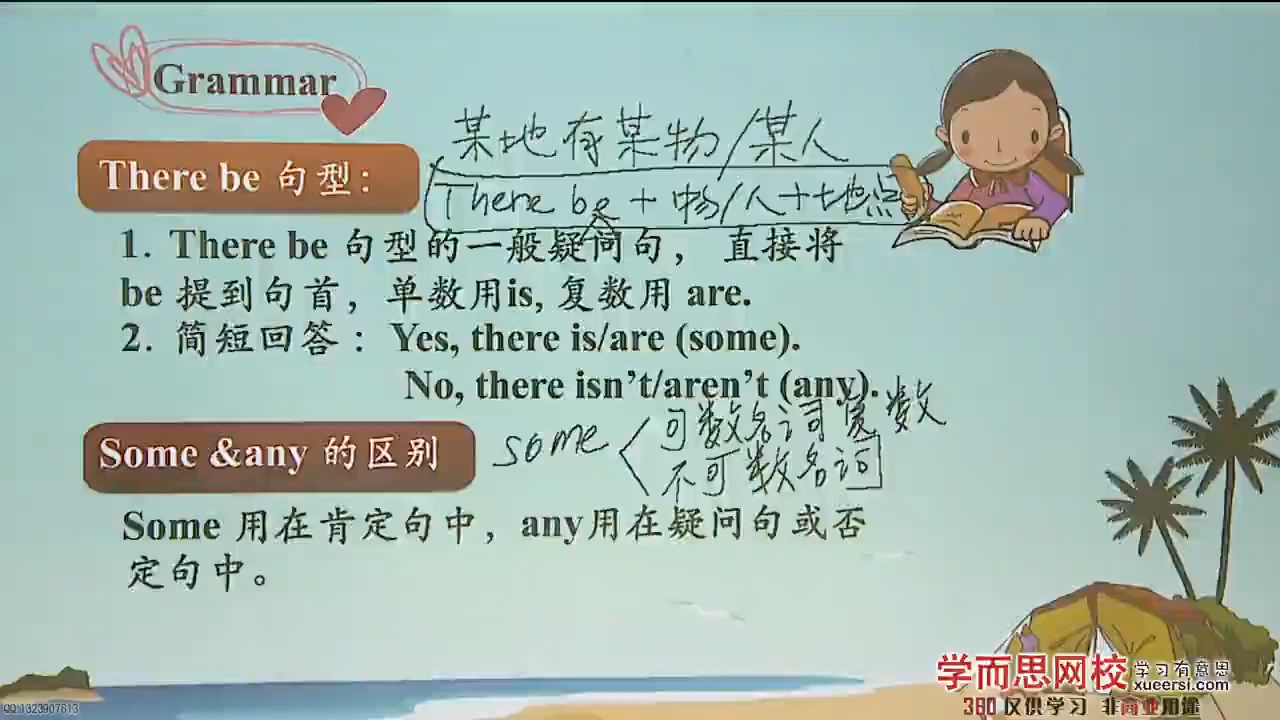 Grammar
某地有某物/某人
There be 句型：
There be + 物/人+地点
1. There be 句型的一般疑问句， 直接将
be 提到句首，单数用is, 复数用 are.
2. 简短回答： Yes, there is/are (some).
No, there isn't/aren't (any).
Some &any 的区别
some
可数名词复数
不可数名词
Some 用在肯定句中，any用在疑问句或否
定句中。
学而思网校 学习有意思
xueersi.com
380 仅供学习 非商业用途
QQ:1323907613